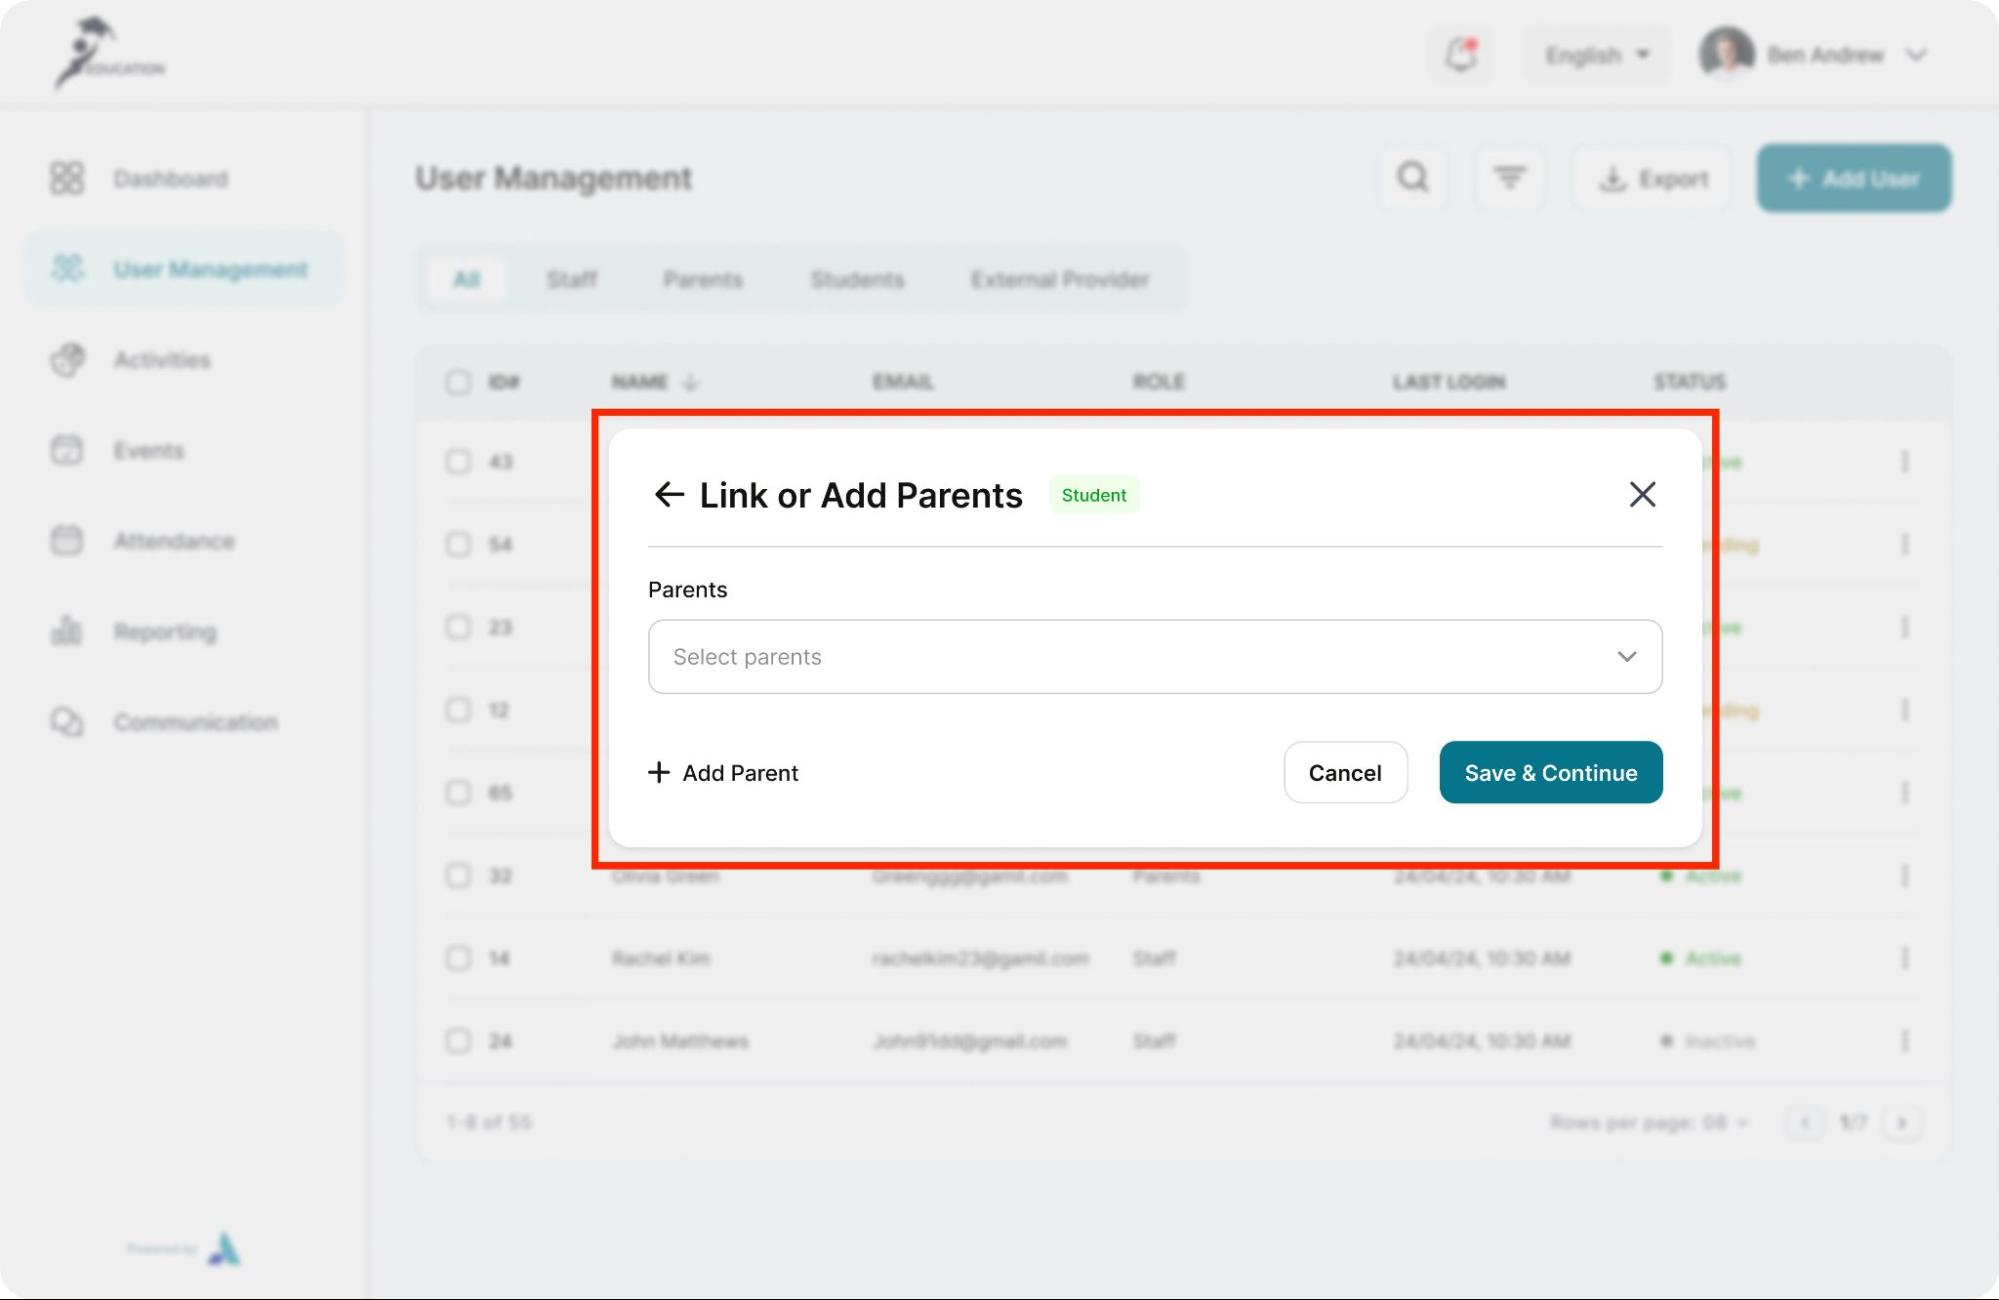 EDUCATION
English
Ben Andrew
Dashboard
User Management
Activities
Events
Attendance
Reporting
Communication
Powered by
User Management
Export
+ Add User
All Staff Parents Students External Provider
ID# NAME EMAIL ROLE LAST LOGIN STATUS
43
54
23
12
65
Link or Add Parents Student
Parents
Select parents
+ Add Parent Cancel Save & Continue
32 Olivia Green Greenggg@gamil.com Parents 24/04/24, 10:30 AM Active
14 Rachel Kim rachelkim23@gamil.com Staff 24/04/24, 10:30 AM Active
24 John Matthews John91dd@gmail.com Staff 24/04/24, 10:30 AM Inactive
1-8 of 55 Rows per page: 08 1/7